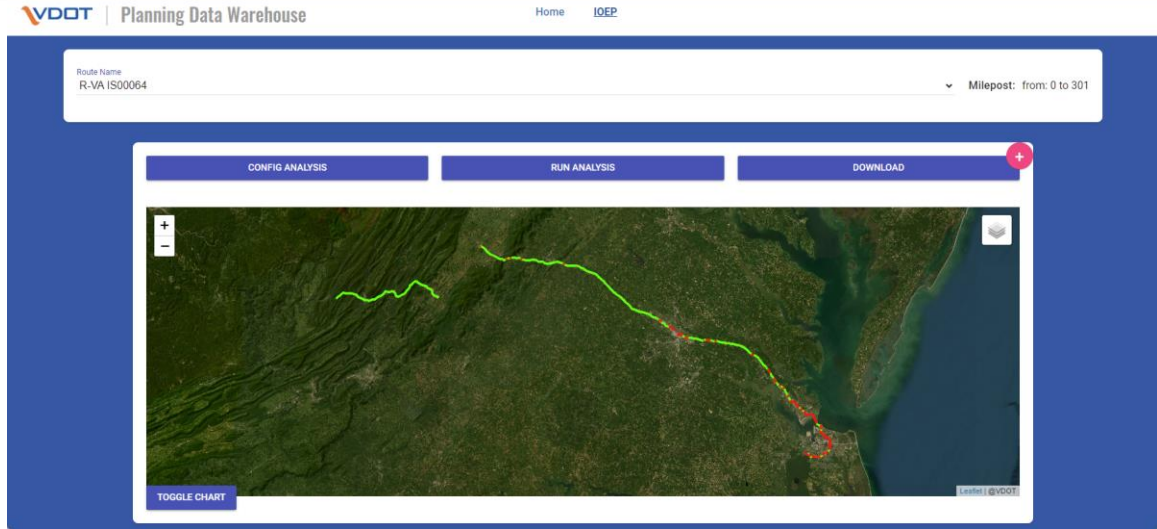 VDOT | Planning Data Warehouse
Home IOEP
Route Name
R-VA IS00064
Milepost: from: 0 to 301
CONFIG ANALYSIS RUN ANALYSIS DOWNLOAD
+
+
−
TOGGLE CHART
Leaflet | @VDOT